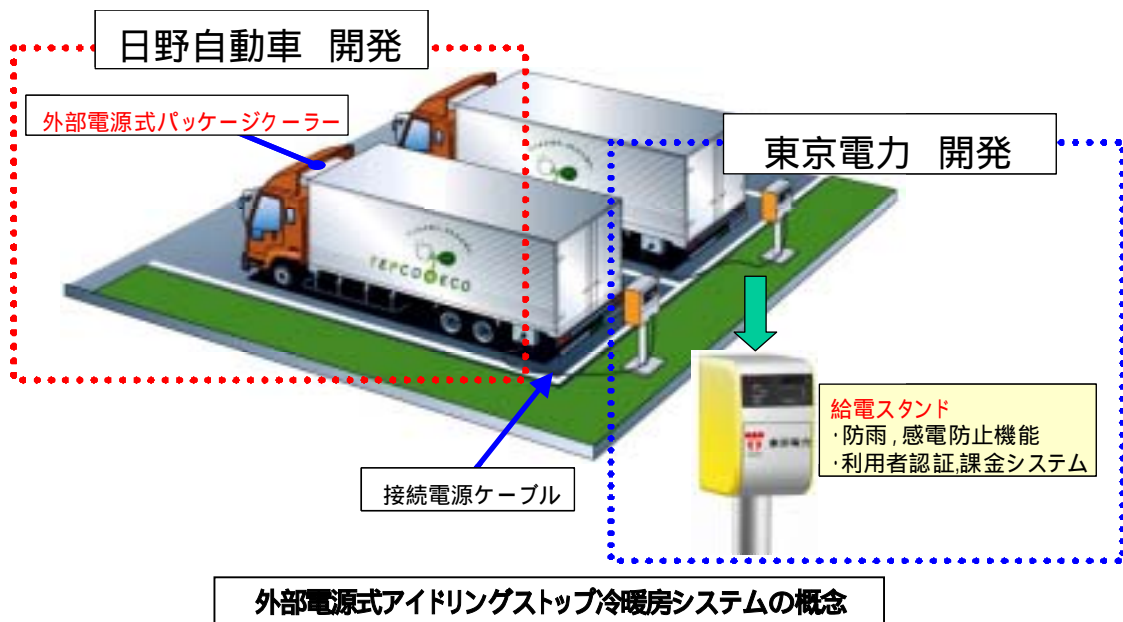 日野自動車 開発
外部電源式パッケージクーラー
東京電力 開発
TEPCO ECO
給電スタンド
・防雨,感電防止機能
・利用者認証,課金システム
東京電力
接続電源ケーブル
外部電源式アイドリングストップ冷暖房システムの概念